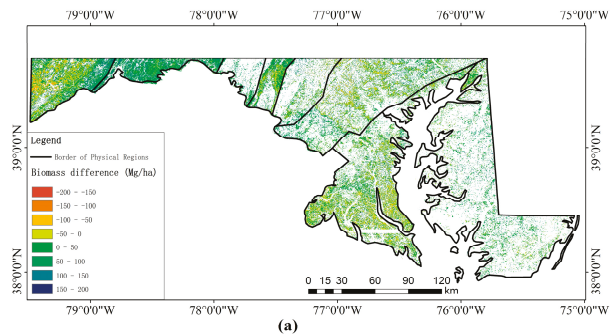 79°0'0"W 78°0'0"W 77°0'0"W 76°0'0"W 75°0'0"W
39°0'0"N 39°0'0"N
Legend
Border of Physical Regions
Biomass difference (Mg/ha)
-200 - -150
-150 - -100
-100 - -50
-50 - 0
0 - 50
50 - 100
100 - 150
150 - 200
38°0'0"N 38°0'0"N
0 15 30 60 90 120
km
79°0'0"W 78°0'0"W 77°0'0"W 76°0'0"W 75°0'0"W
(a)